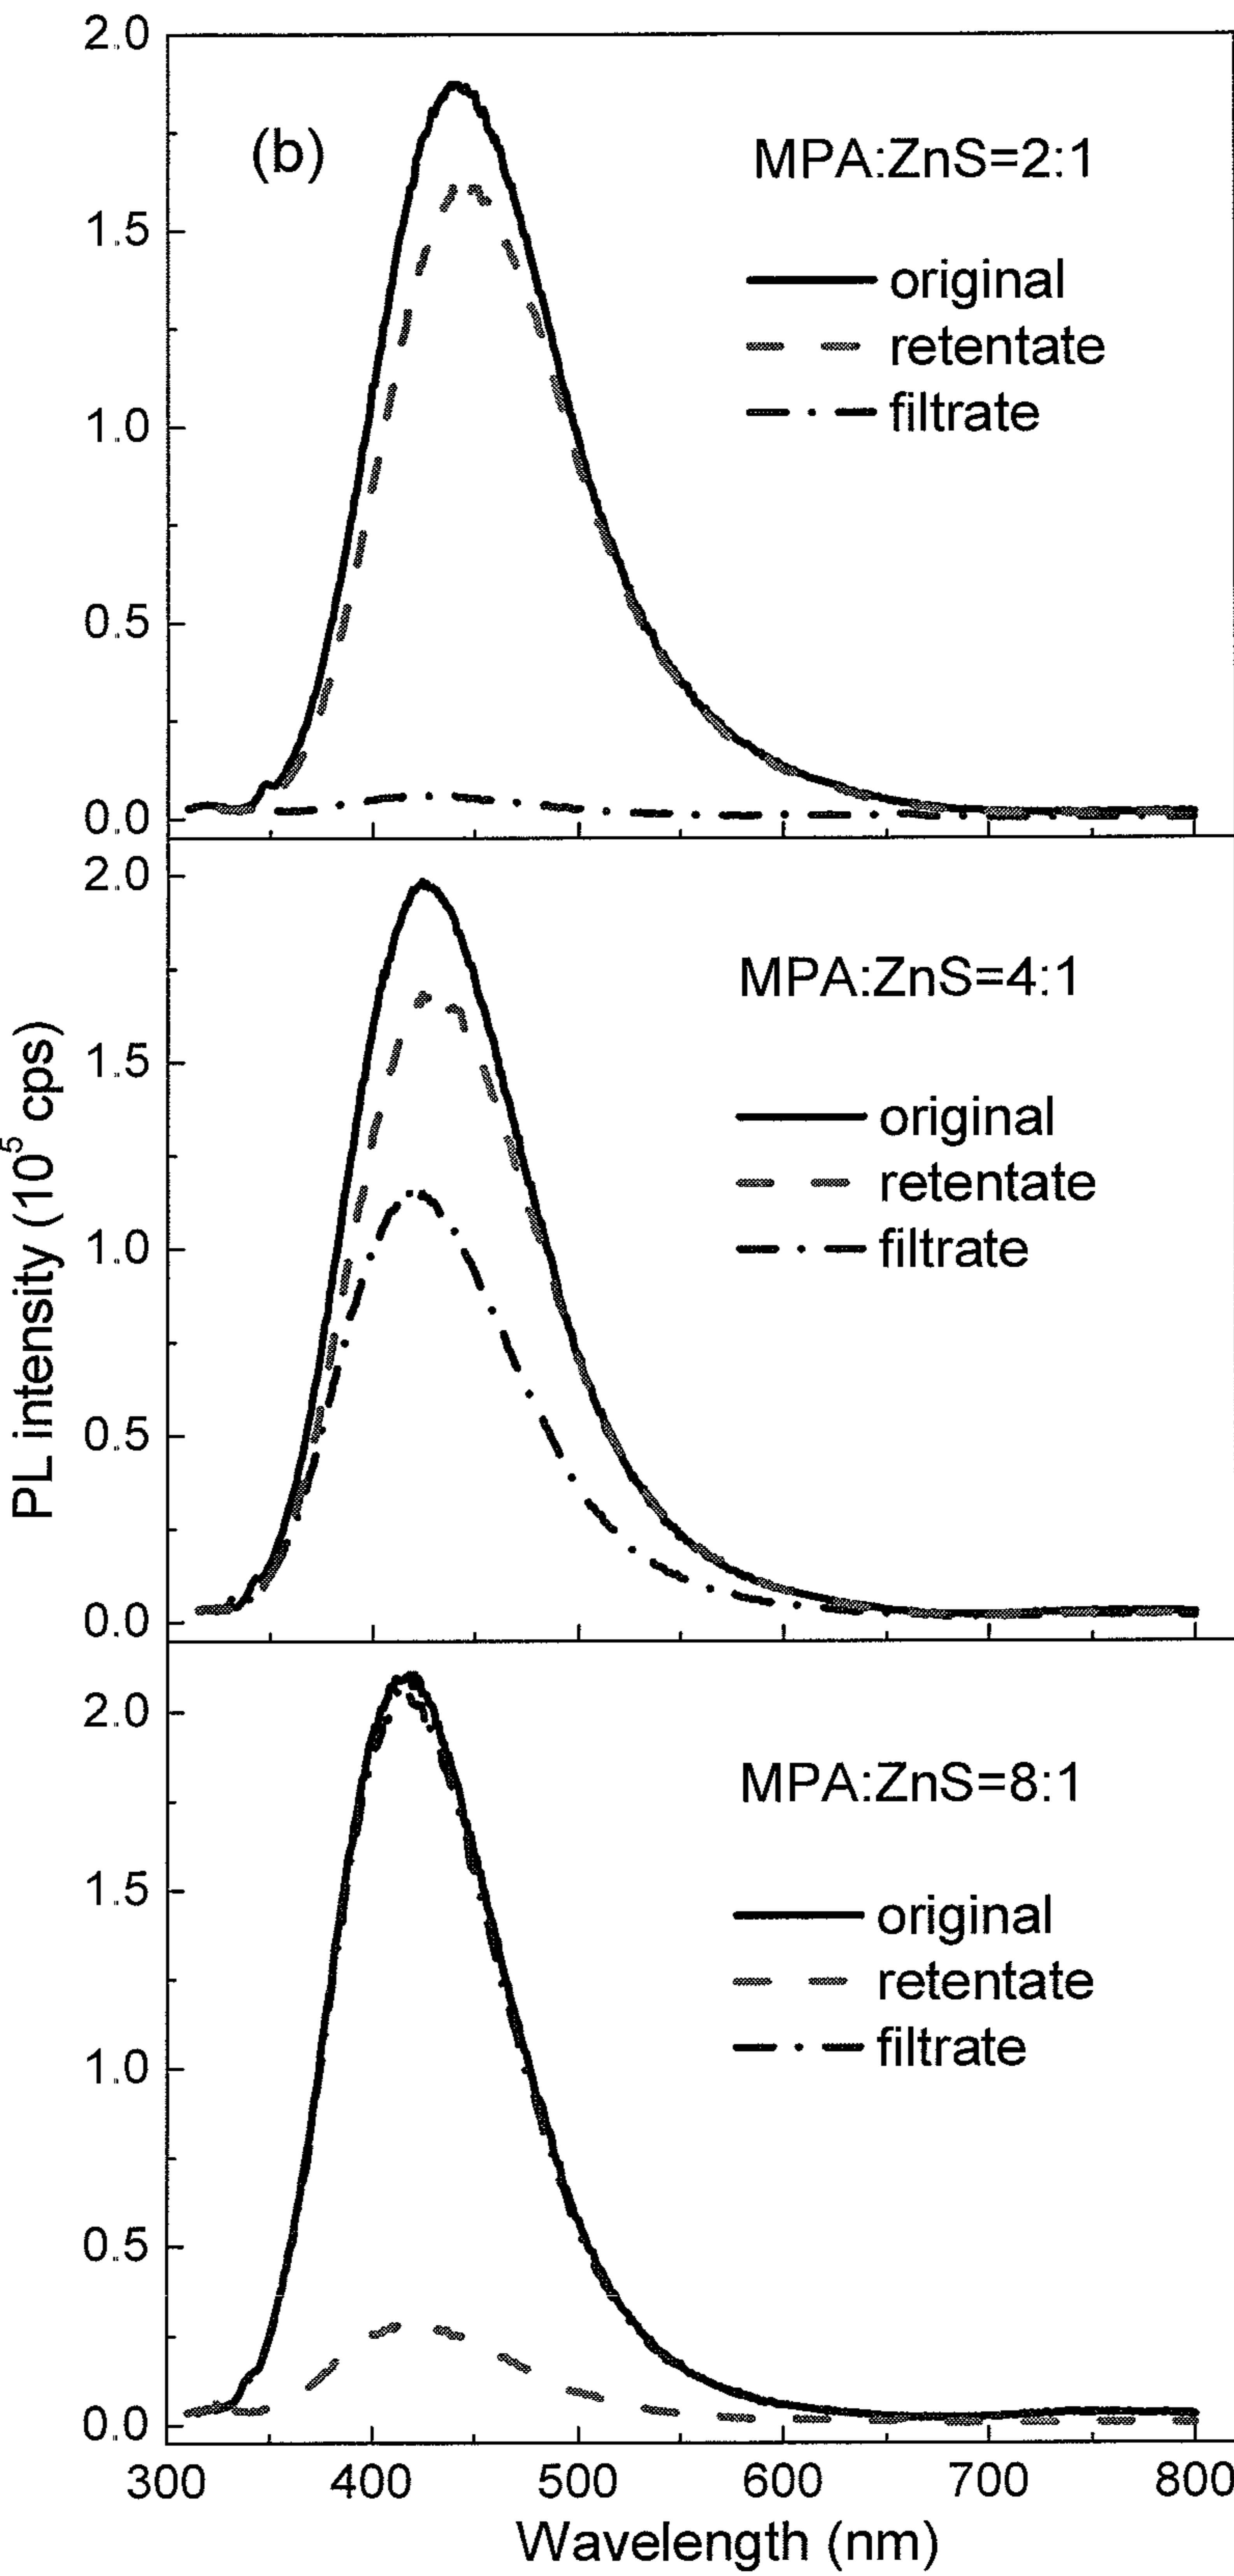 (b)
MPA:ZnS=2:1
original
retentate
filtrate
2.0
1.5
1.0
0.5
0.0
MPA:ZnS=4:1
original
retentate
filtrate
2.0
1.5
1.0
0.5
0.0
PL intensity (10⁵ cps)
MPA:ZnS=8:1
original
retentate
filtrate
2.0
1.5
1.0
0.5
0.0
300 400 500 600 700 800
Wavelength (nm)